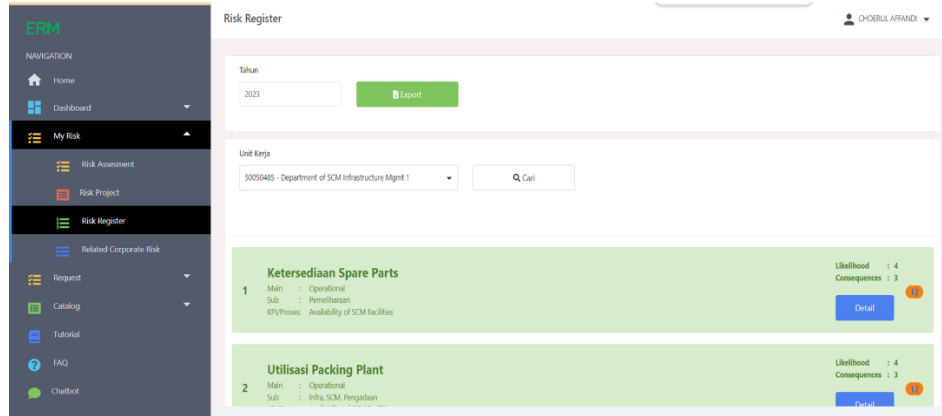 ERM
Risk Register
CHOERUL AFFANDI
NAVIGATION
Home
Dashboard
My Risk
Risk Assesment
Risk Project
Risk Register
Related Corporate Risk
Request
Catalog
Tutorial
FAQ
Chatbot
Tahun
2023
Export
Unit Kerja
50050485 - Department of SCM Infrastructure Mgmt 1
Cari
1
Ketersediaan Spare Parts
Main : Operational
Sub : Pemeliharaan
KPI/Proses: Availability of SCM Facilities
Likelihood : 4
Consequences : 3
12
Detail
2
Utilisasi Packing Plant
Main : Operational
Sub : Infra, SCM, Pengadaan
Likelihood : 4
Consequences : 3
12
Detail